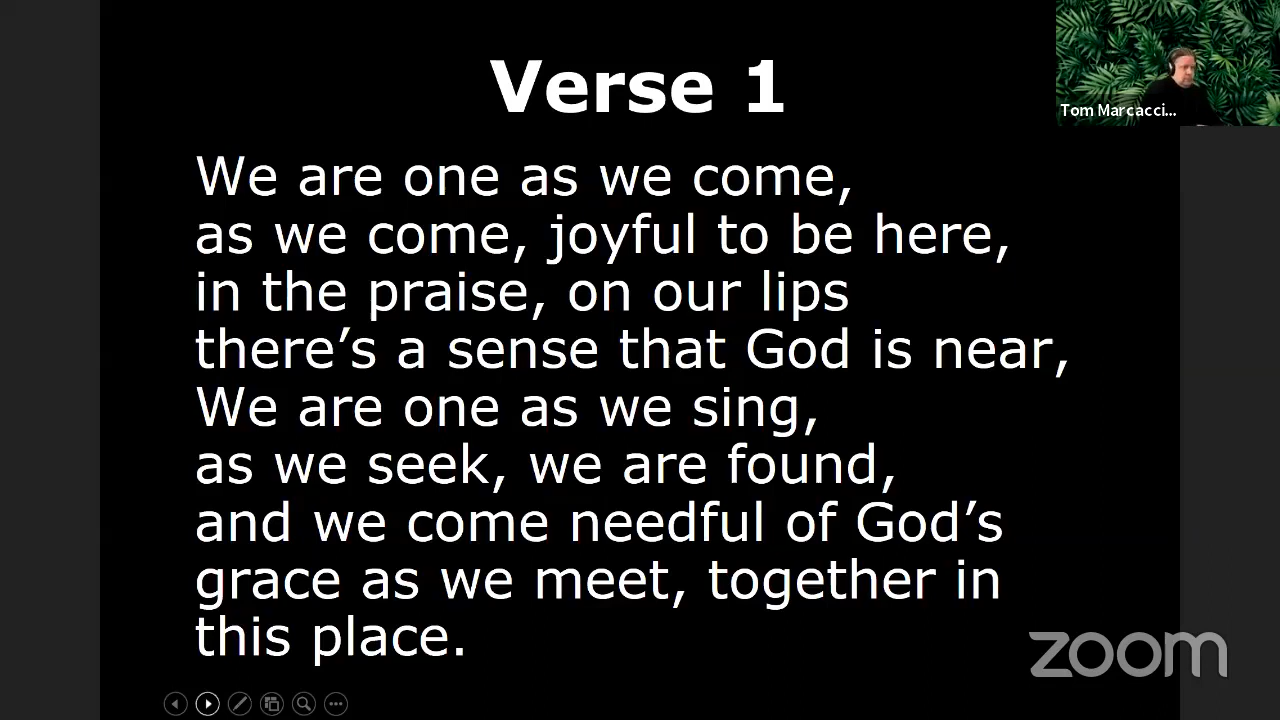 Verse 1
Tom Marcacci...
We are one as we come,
as we come, joyful to be here,
in the praise, on our lips
there’s a sense that God is near,
We are one as we sing,
as we seek, we are found,
and we come needful of God’s
grace as we meet, together in
this place.
zoom